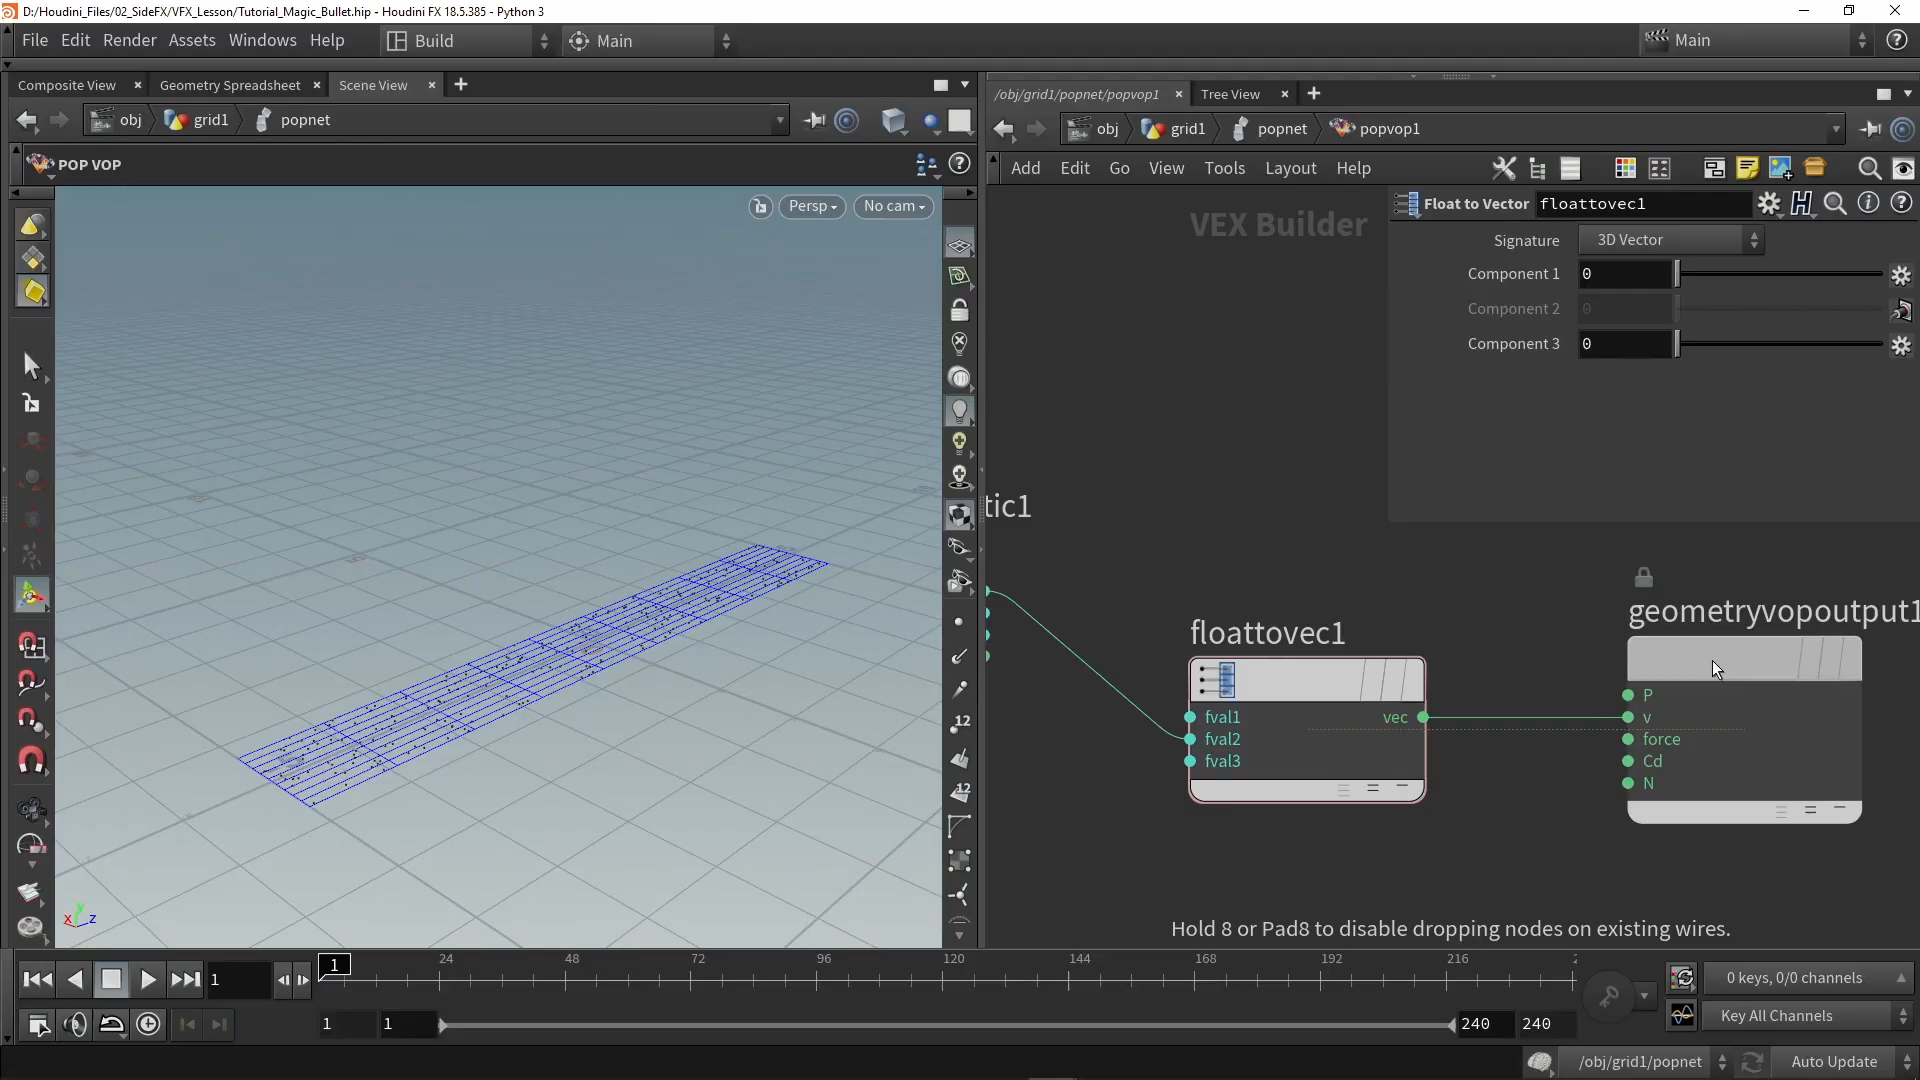 D:/Houdini_Files/02_SideFX/VFX_Lesson/Tutorial_Magic_Bullet.hip - Houdini FX 18.5.385 - Python 3
File Edit Render Assets Windows Help Build Main Main
Composite View Geometry Spreadsheet Scene View
/obj/grid1/popnet/popvop1 Tree View
obj grid1 popnet
obj grid1 popnet popvop1
POP VOP
Add Edit Go View Tools Layout Help
Persp No cam
VEX Builder
Float to Vector floattovec1
Signature 3D Vector
Component 1 0
Component 2 0
Component 3 0
tic1
floattovec1
fval1 vec
fval2
fval3
geometryvopoutput1
P
v
force
Cd
N
12
12
x y z
Hold 8 or Pad8 to disable dropping nodes on existing wires.
1 1 24 48 72 96 120 144 168 192 216 2
0 keys, 0/0 channels
1 1 240 240
Key All Channels
/obj/grid1/popnet Auto Update